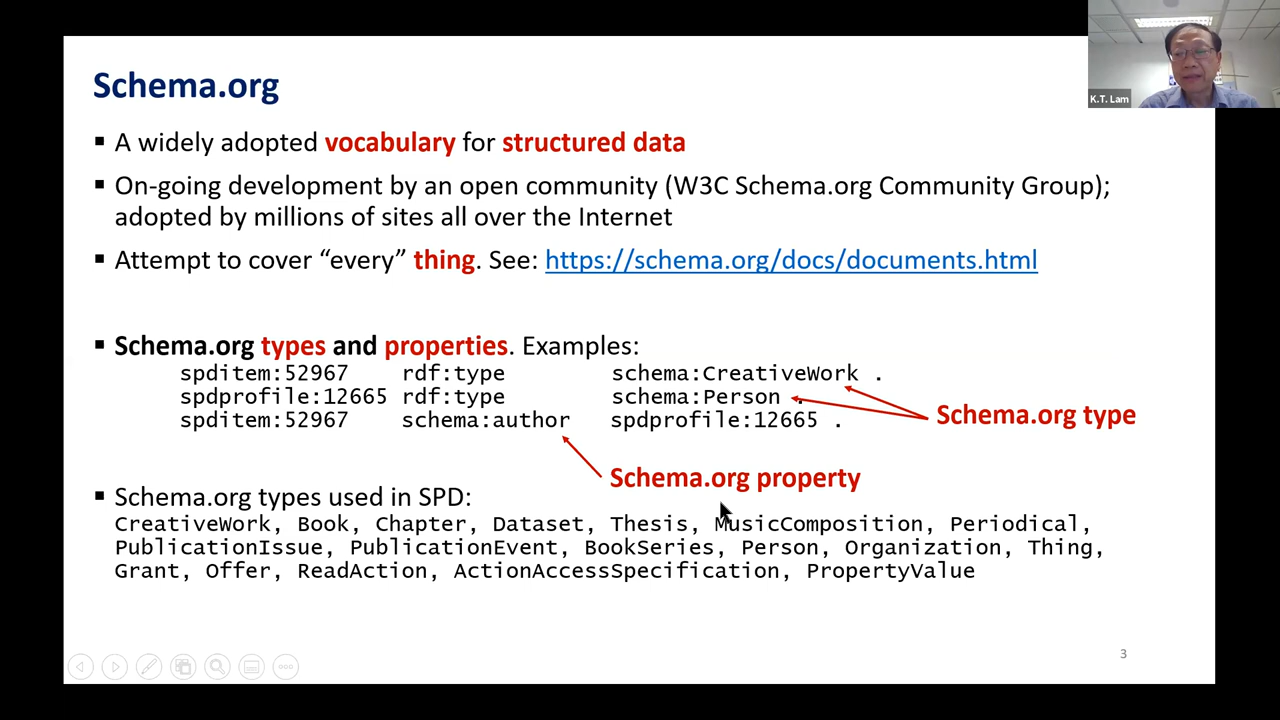 Schema.org
K.T. Lam
▪ A widely adopted vocabulary for structured data
▪ On-going development by an open community (W3C Schema.org Community Group);
adopted by millions of sites all over the Internet
▪ Attempt to cover “every” thing. See: https://schema.org/docs/documents.html
▪ Schema.org types and properties. Examples:
spditem:52967 rdf:type schema:CreativeWork .
spdprofile:12665 rdf:type schema:Person .
spditem:52967 schema:author spdprofile:12665 .
Schema.org type
Schema.org property
▪ Schema.org types used in SPD:
CreativeWork, Book, Chapter, Dataset, Thesis, MusicComposition, Periodical,
PublicationIssue, PublicationEvent, BookSeries, Person, Organization, Thing,
Grant, Offer, ReadAction, ActionAccessSpecification, PropertyValue
3